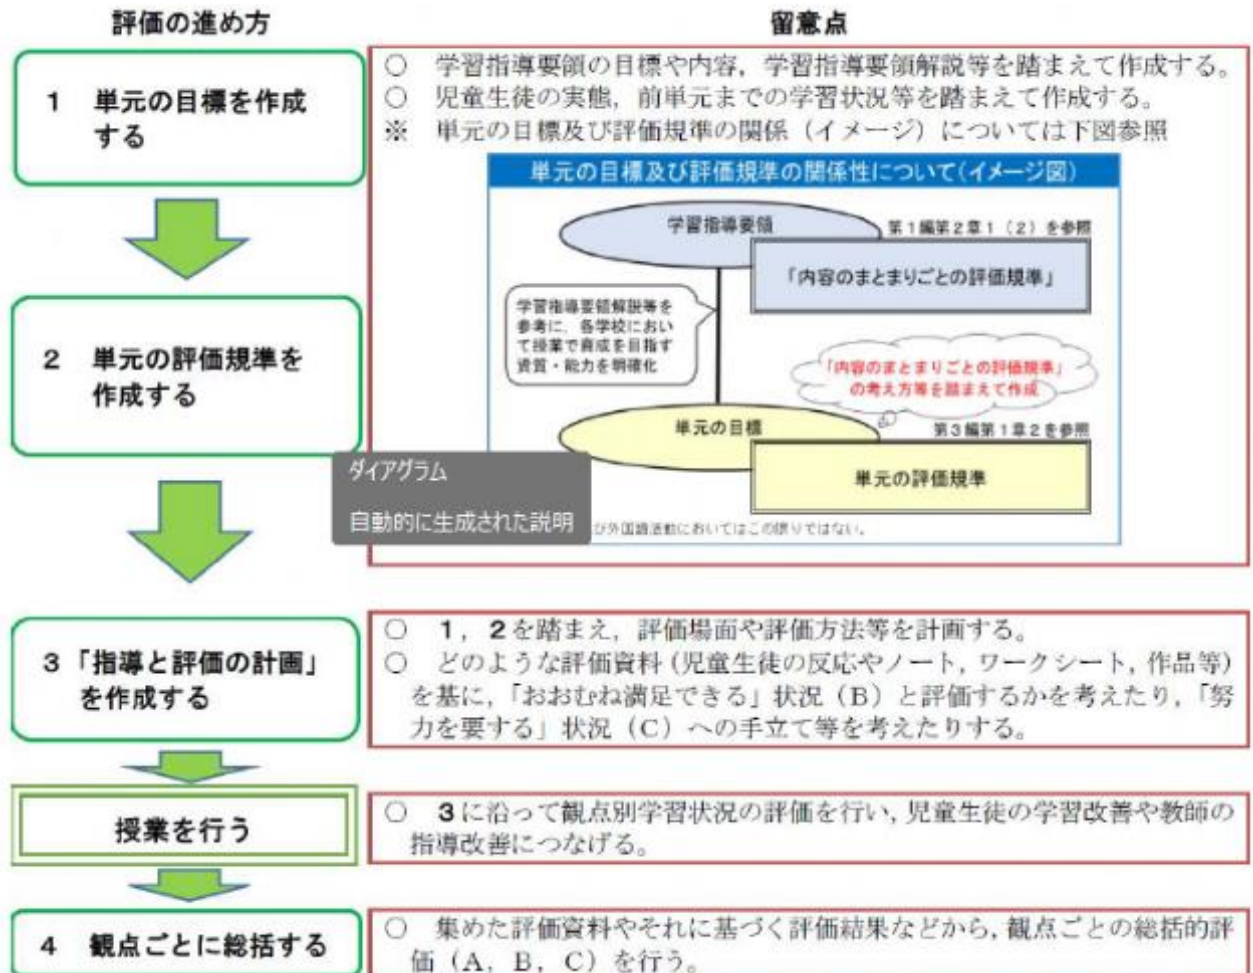 評価の進め方
留意点
1 単元の目標を作成
する
○ 学習指導要領の目標や内容，学習指導要領解説等を踏まえて作成する。
○ 児童生徒の実態，前単元までの学習状況等を踏まえて作成する。
※ 単元の目標及び評価規準の関係（イメージ）については下図参照
単元の目標及び評価規準の関係性について(イメージ図)
学習指導要領
第1編第2章1（2）を参照
「内容のまとまりごとの評価規準」
学習指導要領解説等を
参考に，各学校におい
て授業で育成を目指す
資質・能力を明確化
「内容のまとまりごとの評価規準」
の考え方等を踏まえて作成
単元の目標
第3編第1章2を参照
単元の評価規準
び外国語活動においてはこの限りではない。
2 単元の評価規準を
作成する
ダイアグラム
自動的に生成された説明
3「指導と評価の計画」
を作成する
○ 1，2を踏まえ，評価場面や評価方法等を計画する。
○ どのような評価資料（児童生徒の反応やノート，ワークシート，作品等）
を基に，「おおむね満足できる」状況（B）と評価するかを考えたり，「努
力を要する」状況（C）への手立て等を考えたりする。
授業を行う
○ 3に沿って観点別学習状況の評価を行い，児童生徒の学習改善や教師の
指導改善につなげる。
4 観点ごとに総括する
○ 集めた評価資料やそれに基づく評価結果などから，観点ごとの総括的評
価（A，B，C）を行う。